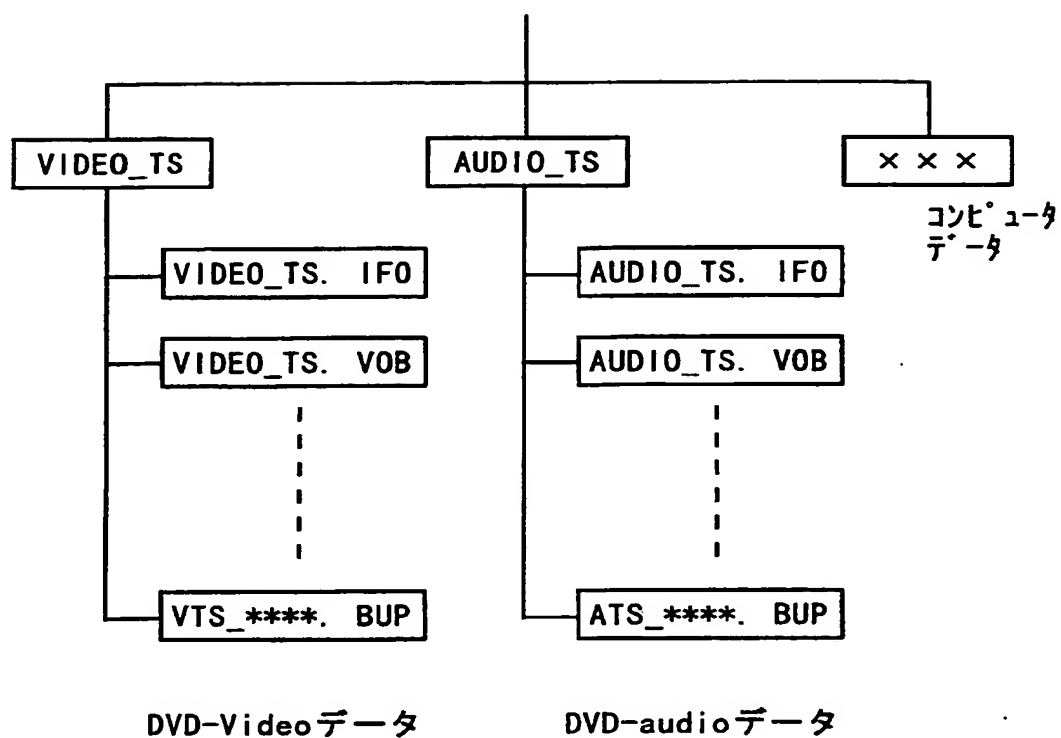 VIDEO_TS
AUDIO_TS
×××
コンピュータ
データ
VIDEO_TS. IFO
AUDIO_TS. IFO
VIDEO_TS. VOB
AUDIO_TS. VOB
VTS_****. BUP
ATS_****. BUP
DVD-Videoデータ
DVD-audioデータ